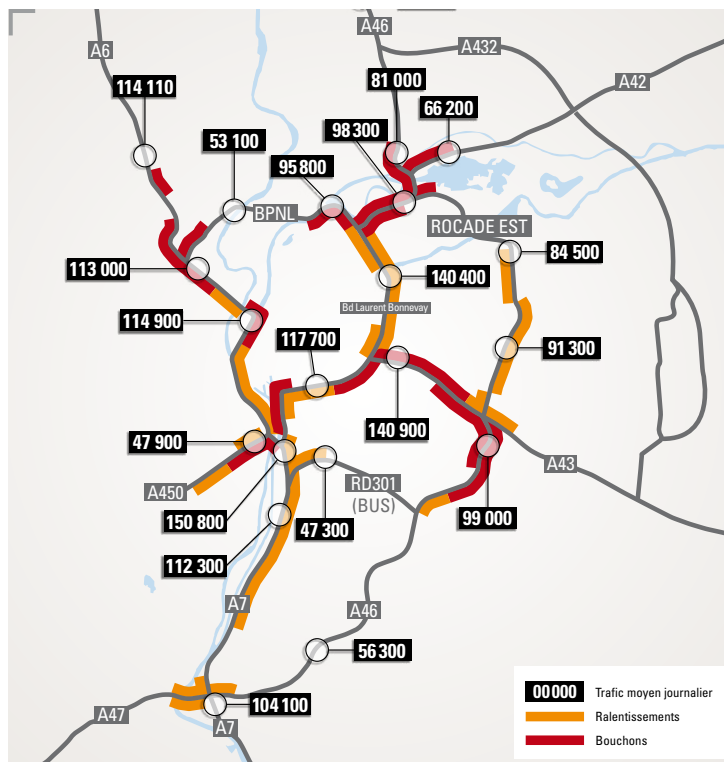 A46
A6
A432
114 110
81 000
A42
66 200
53 100
98 300
95 800
BPNL
ROCADE EST
84 500
113 000
140 400
Bd Laurent Bonnevay
114 900
117 700
91 300
47 900
140 900
A43
A450
RD301
(BUS)
150 800
47 300
99 000
112 300
A7
A46
56 300
00 000 Trafic moyen journalier
104 100
A47
Ralentissements
A7
Bouchons